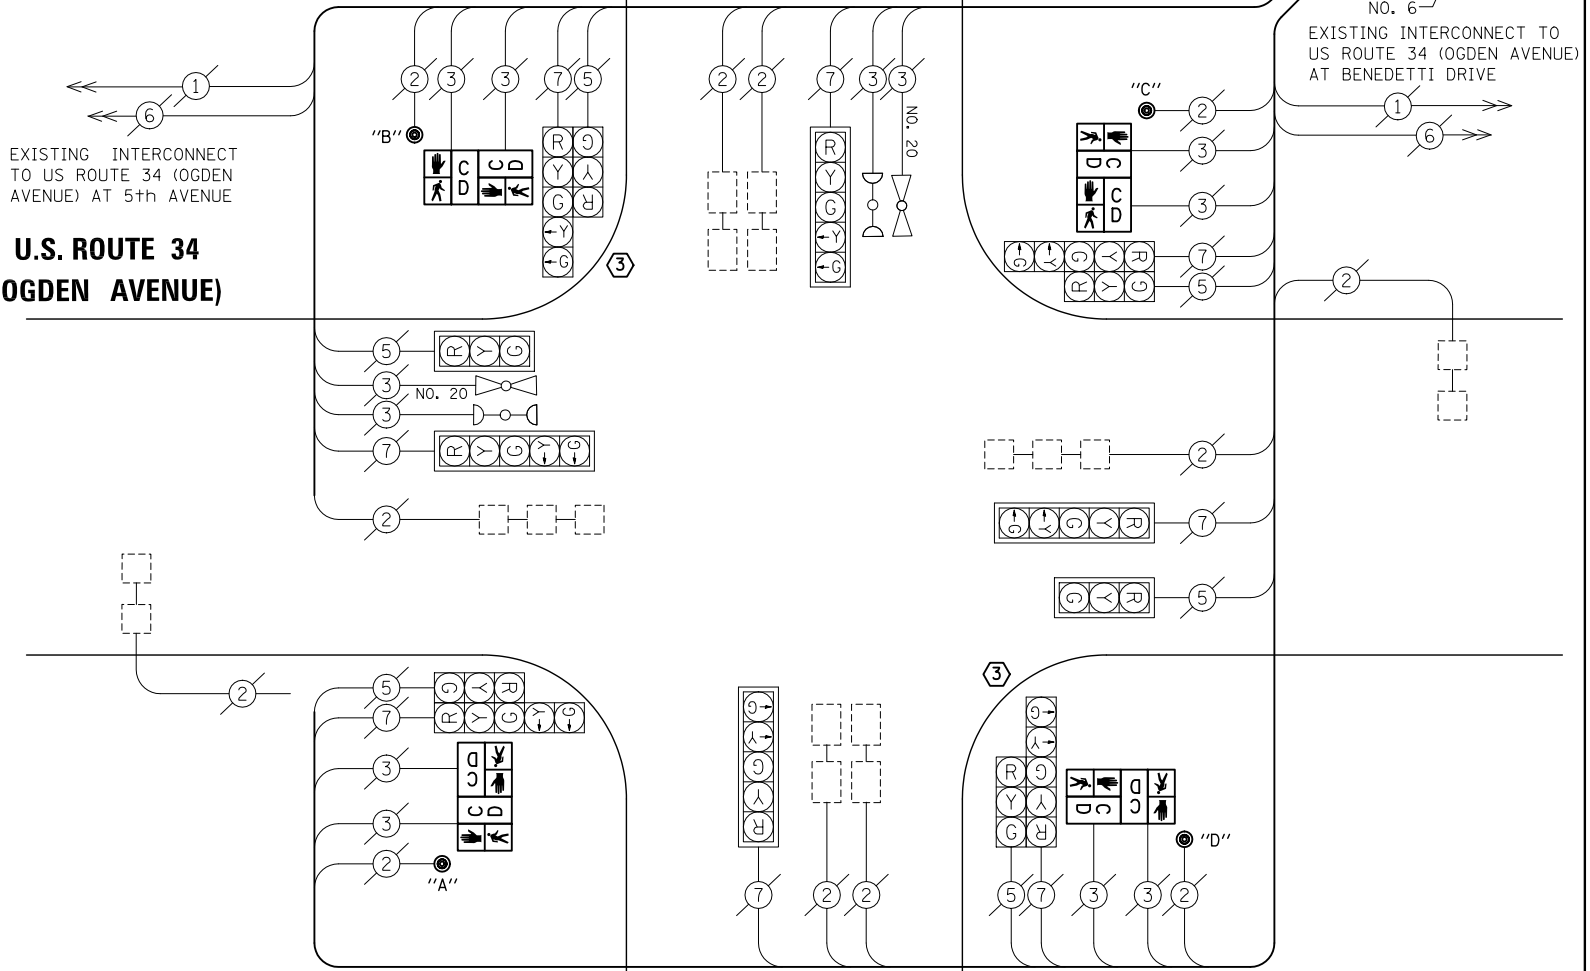 NO. 6
EXISTING INTERCONNECT TO
US ROUTE 34 (OGDEN AVENUE)
AT BENEDETTI DRIVE
2 3 3 7 5 2 2 7 3 3
1
6
"B"
C D
C D
R Y G Y G
G Y R
R Y G Y G
NO. 20
"C"
2
1
6
3
C D
C D
3
EXISTING INTERCONNECT
TO US ROUTE 34 (OGDEN
AVENUE) AT 5th AVENUE
U.S. ROUTE 34
OGDEN AVENUE)
3
G Y G Y R
7
R Y G
5
2
5
R Y G
3
NO. 20
3
7
R Y G Y G
2
2
G Y G Y R
7
2
G Y R
5
2
5
G Y R
7
R Y G Y G
3
C D
3
C D
2
"A"
G Y G Y R
3
G Y G Y R
R Y G
C D
C D
"D"
7 2 2 5 7 3 3 2